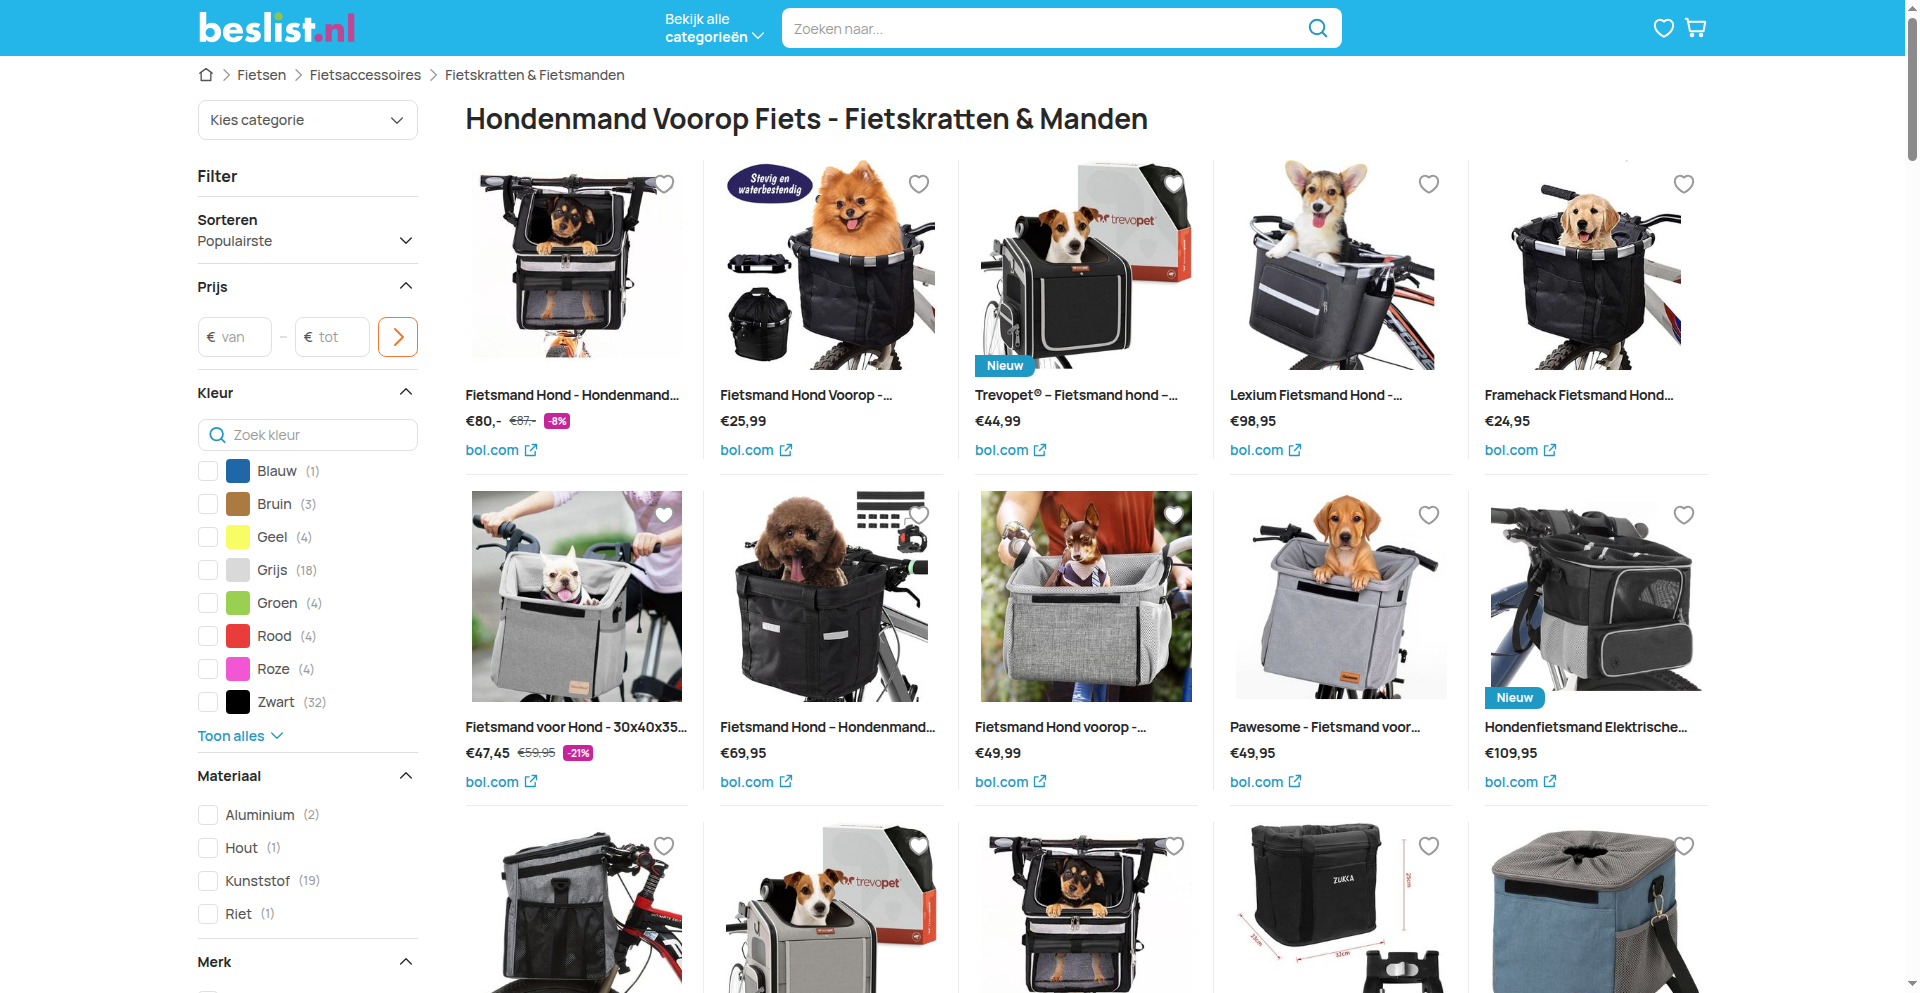 beslist.nl
Bekijk alle
categorieën
Zoeken naar...
Fietsen
Fietsaccessoires
Fietskratten & Fietsmanden
Kies categorie
Hondenmand Voorop Fiets - Fietskratten & Manden
Filter
Sorteren
Populairste
Prijs
€ van
–
€ tot
Kleur
Zoek kleur
Blauw (1)
Bruin (3)
Geel (4)
Grijs (18)
Groen (4)
Rood (4)
Roze (4)
Zwart (32)
Toon alles
Materiaal
Aluminium (2)
Hout (1)
Kunststof (19)
Riet (1)
Merk
Stevig en
waterbestendig
trevopet
Nieuw
Fietsmand Hond - Hondenmand...
€80,- €87,- -8%
bol.com
Fietsmand Hond Voorop -...
€25,99
bol.com
Trevopet® – Fietsmand hond –...
€44,99
bol.com
Lexium Fietsmand Hond -...
€98,95
bol.com
Framehack Fietsmand Hond...
€24,95
bol.com
Nieuw
Fietsmand voor Hond - 30x40x35...
€47,45 €59,95 -21%
bol.com
Fietsmand Hond – Hondenmand...
€69,95
bol.com
Fietsmand Hond voorop -...
€49,99
bol.com
Pawesome - Fietsmand voor...
€49,95
bol.com
Hondenfietsmand Elektrische...
€109,95
bol.com
trevopet
ZUKKA
25cm
23cm
32cm